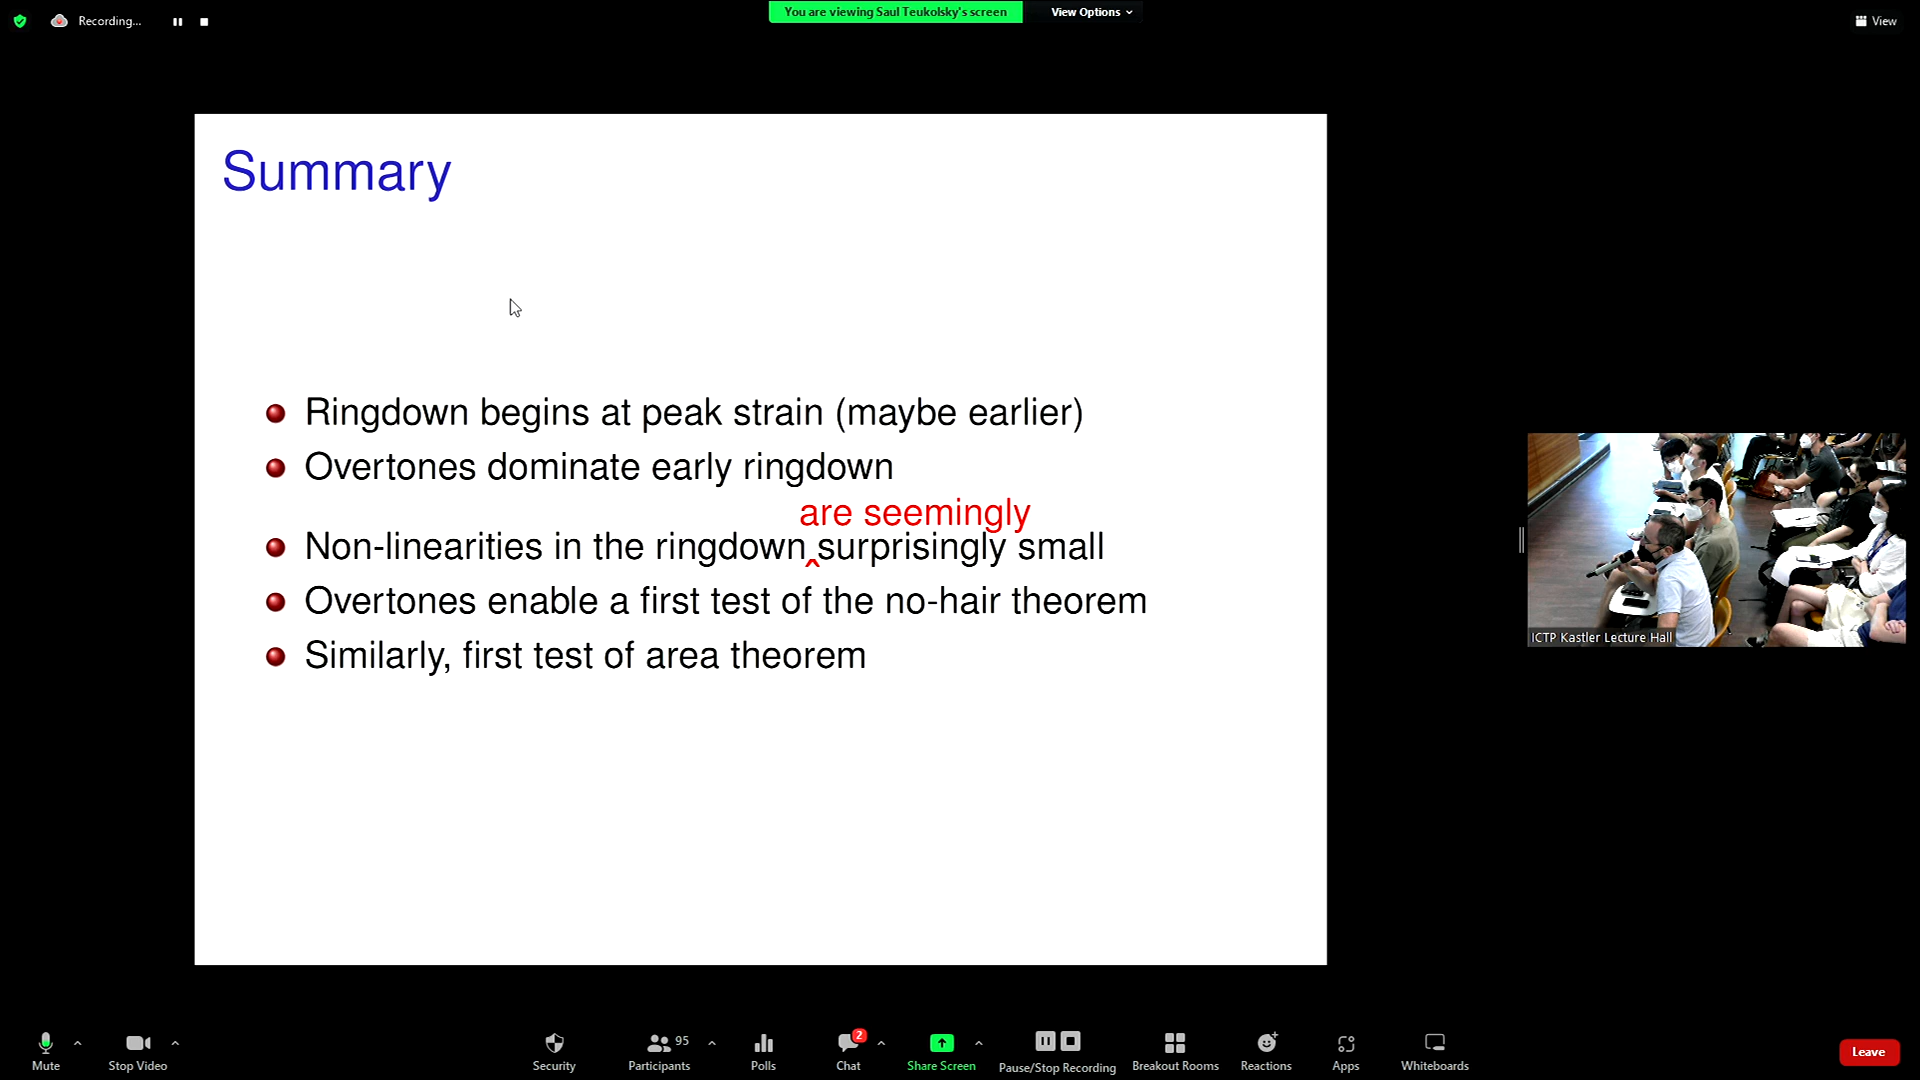 Recording...
You are viewing Saul Teukolsky's screen
View Options
View
Summary
Ringdown begins at peak strain (maybe earlier)
Overtones dominate early ringdown
are seemingly
Non-linearities in the ringdown ^ surprisingly small
Overtones enable a first test of the no-hair theorem
Similarly, first test of area theorem
ICTP Kastler Lecture Hall
Mute
Stop Video
Security
Participants
95
Polls
Chat
2
Share Screen
Pause/Stop Recording
Breakout Rooms
Reactions
Apps
Whiteboards
Leave